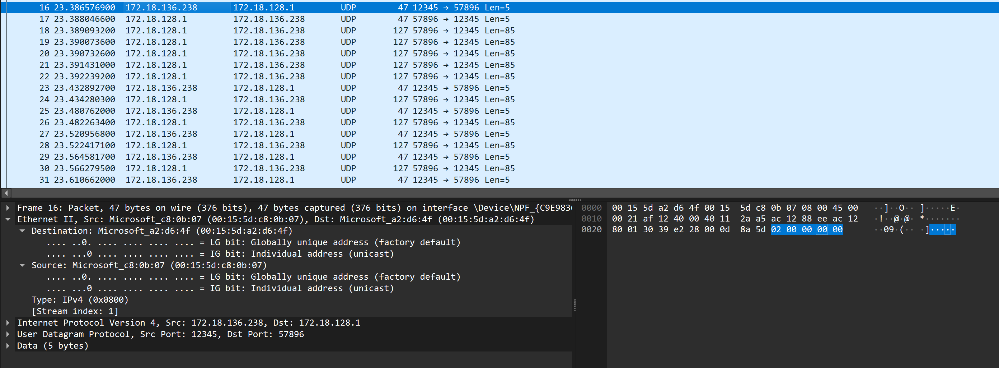 16 23.386576900 172.18.136.238 172.18.128.1 UDP 47 12345 → 57896 Len=5
17 23.388046600 172.18.128.1 172.18.136.238 UDP 47 57896 → 12345 Len=5
18 23.389093200 172.18.128.1 172.18.136.238 UDP 127 57896 → 12345 Len=85
19 23.390073600 172.18.128.1 172.18.136.238 UDP 127 57896 → 12345 Len=85
20 23.390732600 172.18.128.1 172.18.136.238 UDP 127 57896 → 12345 Len=85
21 23.391431000 172.18.128.1 172.18.136.238 UDP 127 57896 → 12345 Len=85
22 23.392239200 172.18.128.1 172.18.136.238 UDP 127 57896 → 12345 Len=85
23 23.432892700 172.18.136.238 172.18.128.1 UDP 47 12345 → 57896 Len=5
24 23.434280300 172.18.128.1 172.18.136.238 UDP 127 57896 → 12345 Len=85
25 23.480762000 172.18.136.238 172.18.128.1 UDP 47 12345 → 57896 Len=5
26 23.482263400 172.18.128.1 172.18.136.238 UDP 127 57896 → 12345 Len=85
27 23.520956800 172.18.136.238 172.18.128.1 UDP 47 12345 → 57896 Len=5
28 23.522417100 172.18.128.1 172.18.136.238 UDP 127 57896 → 12345 Len=85
29 23.564581700 172.18.136.238 172.18.128.1 UDP 47 12345 → 57896 Len=5
30 23.566279500 172.18.128.1 172.18.136.238 UDP 127 57896 → 12345 Len=85
31 23.610662000 172.18.136.238 172.18.128.1 UDP 47 12345 → 57896 Len=5
Frame 16: Packet, 47 bytes on wire (376 bits), 47 bytes captured (376 bits) on interface \Device\NPF_{C9E983
Ethernet II, Src: Microsoft_c8:0b:07 (00:15:5d:c8:0b:07), Dst: Microsoft_a2:d6:4f (00:15:5d:a2:d6:4f)
Destination: Microsoft_a2:d6:4f (00:15:5d:a2:d6:4f)
.... ..0. .... .... .... .... = LG bit: Globally unique address (factory default)
.... ...0 .... .... .... .... = IG bit: Individual address (unicast)
Source: Microsoft_c8:0b:07 (00:15:5d:c8:0b:07)
.... ..0. .... .... .... .... = LG bit: Globally unique address (factory default)
.... ...0 .... .... .... .... = IG bit: Individual address (unicast)
Type: IPv4 (0x0800)
[Stream index: 1]
Internet Protocol Version 4, Src: 172.18.136.238, Dst: 172.18.128.1
User Datagram Protocol, Src Port: 12345, Dst Port: 57896
Data (5 bytes)
0000 00 15 5d a2 d6 4f 00 15 5d c8 0b 07 08 00 45 00 ··]··O·· ]·····E·
0010 00 21 af 12 40 00 40 11 2a a5 ac 12 88 ee ac 12 ·!··@·@· *·······
0020 80 01 30 39 e2 28 00 0d 8a 5d 02 00 00 00 00 ··09·(·· ·]·····